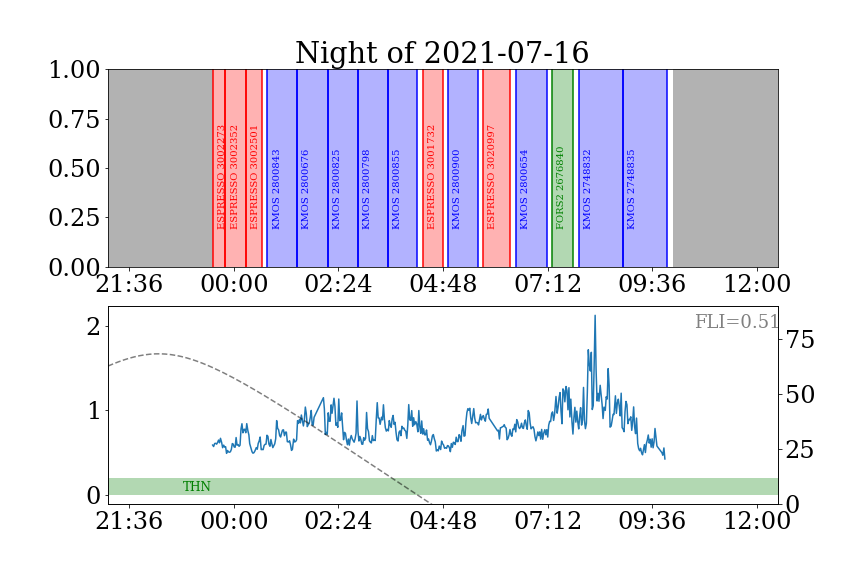 Night of 2021-07-16
1.00
0.75
0.50
0.25
0.00
ESPRESSO 3002273
ESPRESSO 3002352
ESPRESSO 3002501
KMOS 2800843
KMOS 2800676
KMOS 2800825
KMOS 2800798
KMOS 2800855
ESPRESSO 3001732
KMOS 2800900
ESPRESSO 3020997
KMOS 2800654
FORS2 2676840
KMOS 2748832
KMOS 2748835
21:36 00:00 02:24 04:48 07:12 09:36 12:00
FLI=0.51
2
1
0
THN
75
50
25
0
21:36 00:00 02:24 04:48 07:12 09:36 12:00